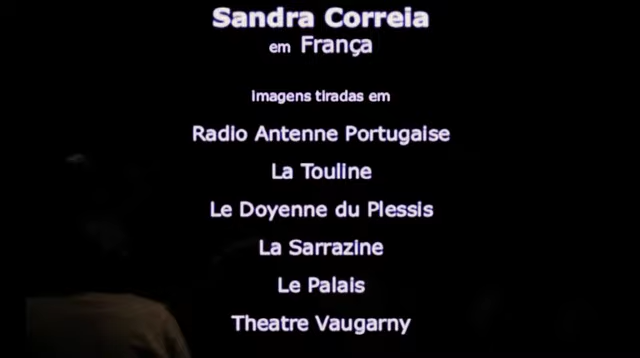 Sandra Correia
em França
imagens tiradas em
Radio Antenne Portugaise
La Touline
Le Doyenne du Plessis
La Sarrazine
Le Palais
Theatre Vaugarny